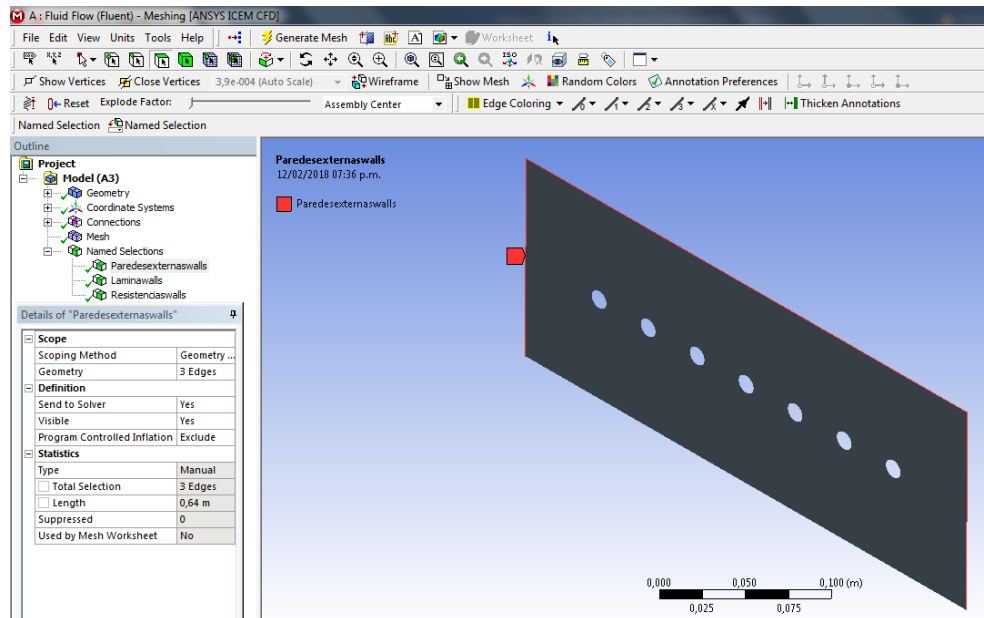 A : Fluid Flow (Fluent) - Meshing [ANSYS ICEM CFD]
File Edit View Units Tools Help Generate Mesh Worksheet
Show Vertices Close Vertices 3,9e-004 (Auto Scale) Wireframe Show Mesh Random Colors Annotation Preferences
Reset Explode Factor: Assembly Center Edge Coloring Thicken Annotations
Named Selection Named Selection
Outline
Project
Model (A3)
Geometry
Coordinate Systems
Connections
Mesh
Named Selections
Paredesexternaswalls
Laminawalls
Resistenciaswalls
Details of "Paredesexternaswalls"
Scope
Scoping Method Geometry ...
Geometry 3 Edges
Definition
Send to Solver Yes
Visible Yes
Program Controlled Inflation Exclude
Statistics
Type Manual
Total Selection 3 Edges
Length 0,64 m
Suppressed 0
Used by Mesh Worksheet No
Paredesexternaswalls
12/02/2018 07:36 p.m.
Paredesexternaswalls
0,000 0,050 0,100 (m)
0,025 0,075